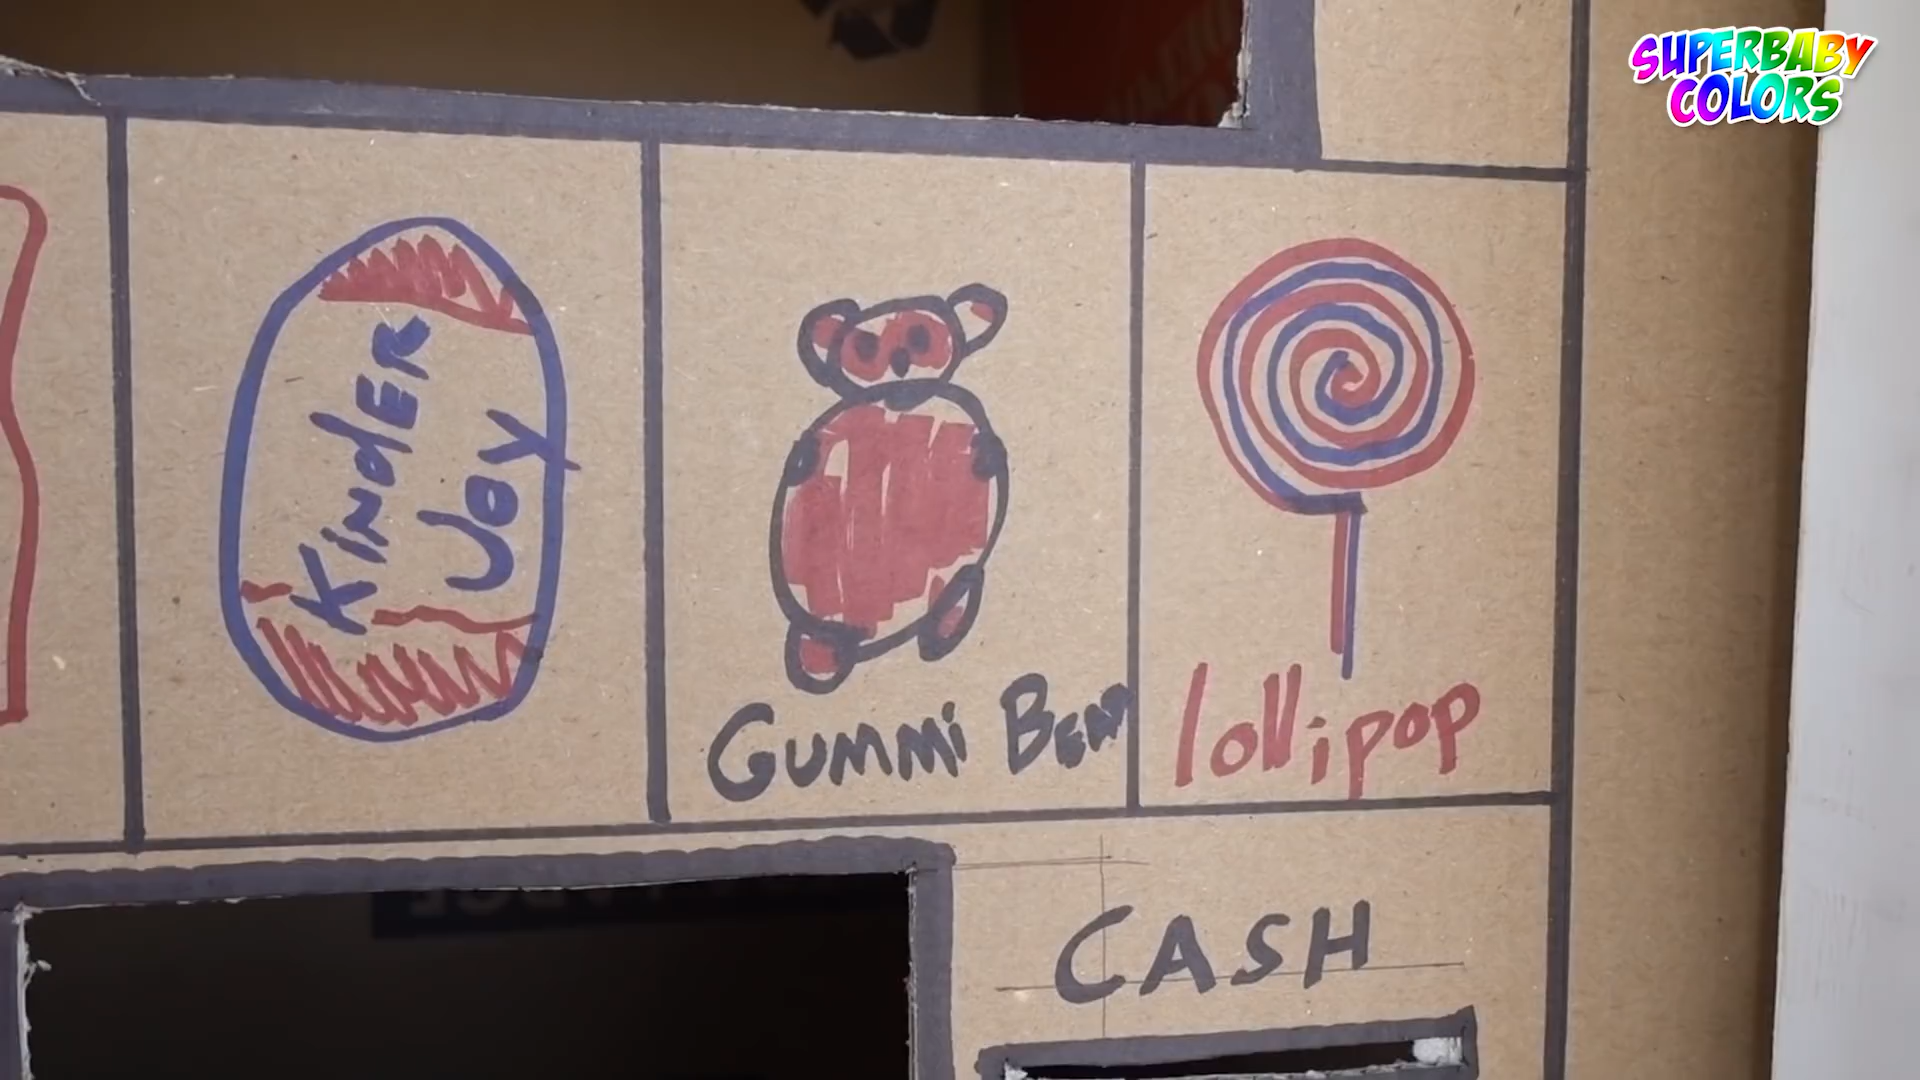 SUPERBABY
COLORS
KinDER
Joy
GUMMi BEAR
lollipop
CASH